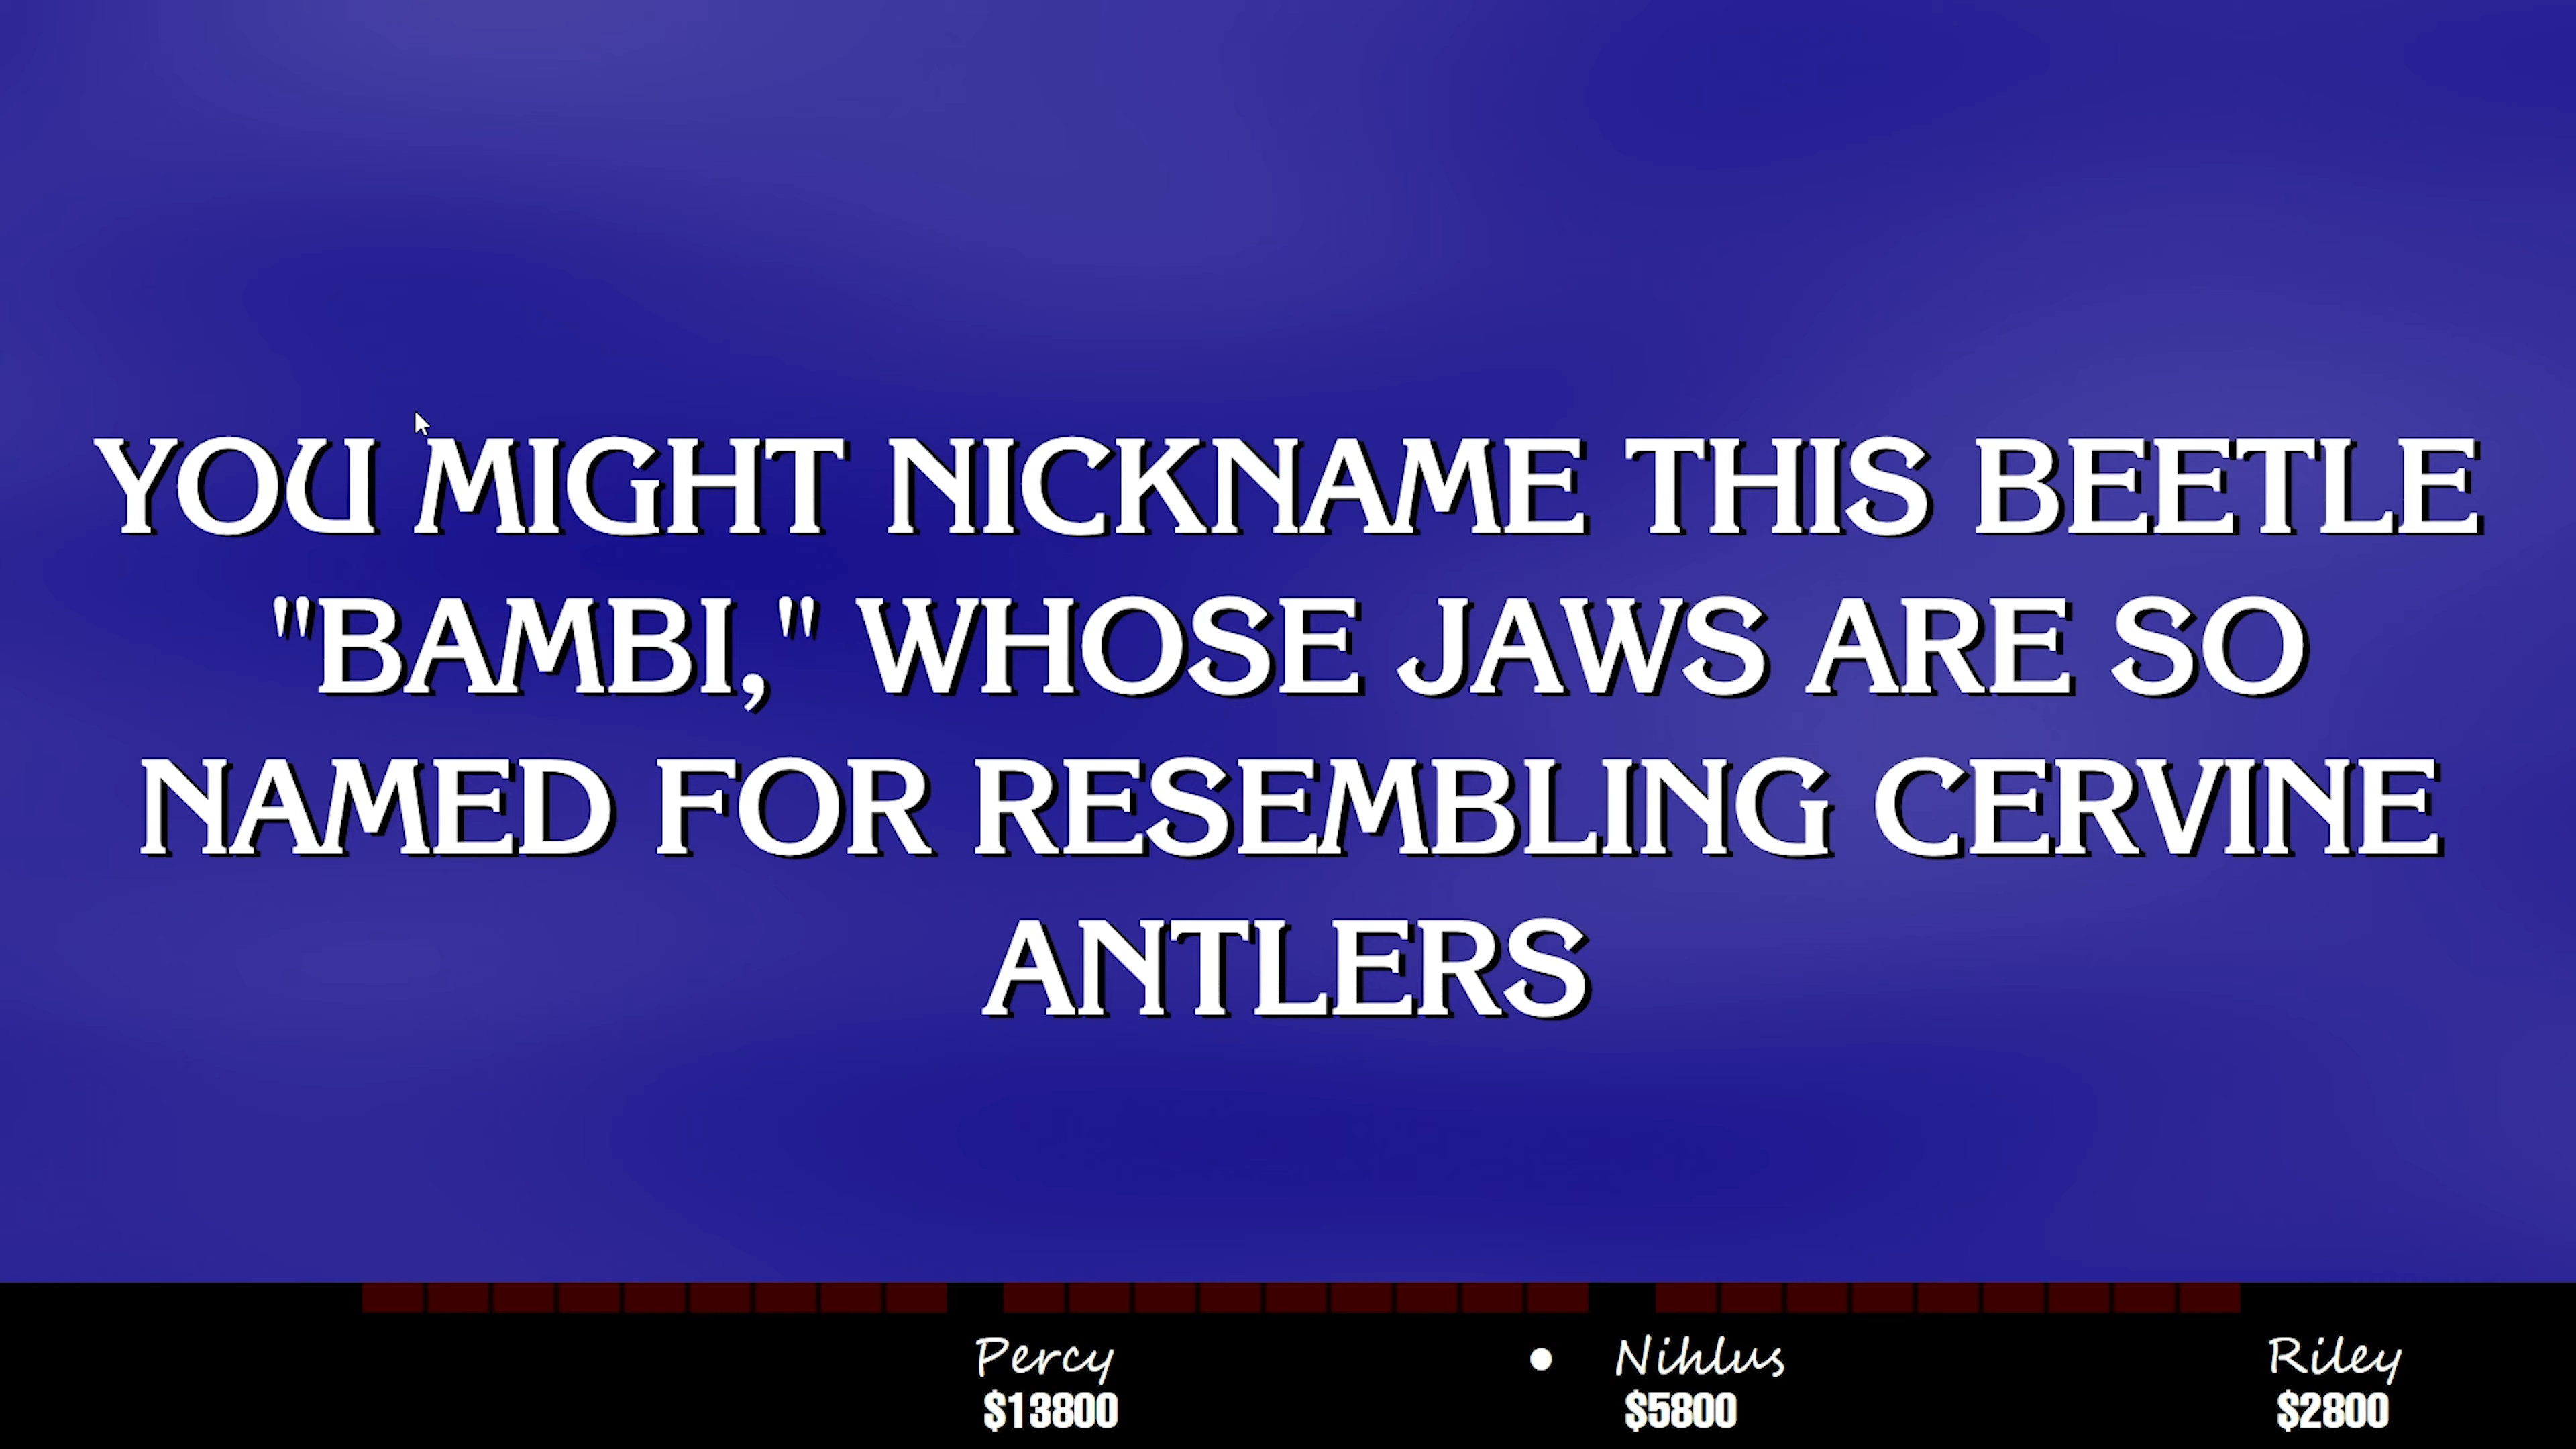 YOU MIGHT NICKNAME THIS BEETLE
"BAMBI," WHOSE JAWS ARE SO
NAMED FOR RESEMBLING CERVINE
ANTLERS
Percy Nihlus Riley
$13800 $5800 $2800